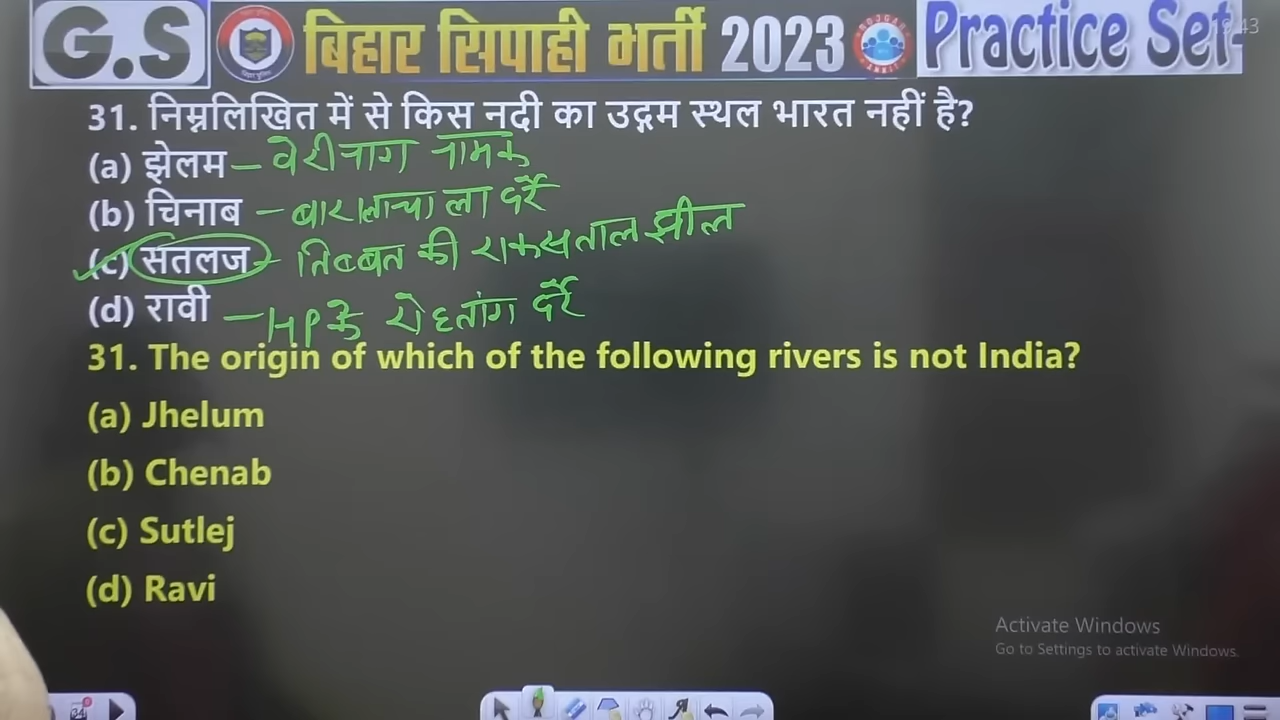 G.S बिहार सिपाही भर्ती 2023 Practice Set-
31. निम्नलिखित में से किस नदी का उद्गम स्थल भारत नहीं है?
(a) झेलम – वेरीनाग नामक
(b) चिनाब – बारालाचा ला दर्रे
(c) सतलज – तिब्बत की राकसताल झील
(d) रावी – HP के रोहतांग दर्रे
31. The origin of which of the following rivers is not India?
(a) Jhelum
(b) Chenab
(c) Sutlej
(d) Ravi
Activate Windows
Go to Settings to activate Windows.